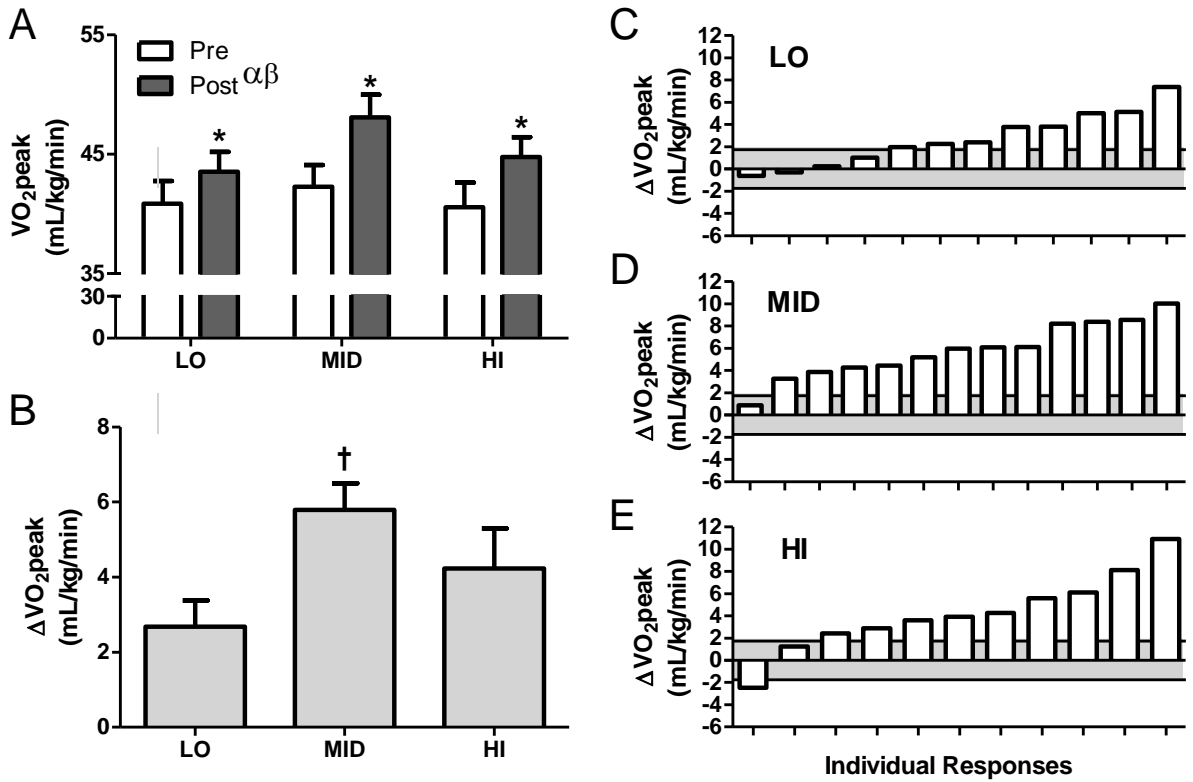 A
55
45
35
30
0
VO2peak
(mL/kg/min)
Pre
Post αβ
*
*
*
LO
MID
HI
B
8
6
4
2
0
ΔVO2peak
(mL/kg/min)
†
LO
MID
HI
C
12
10
8
6
4
2
0
-2
-4
-6
ΔVO2peak
(mL/kg/min)
LO
D
12
10
8
6
4
2
0
-2
-4
-6
ΔVO2peak
(mL/kg/min)
MID
E
12
10
8
6
4
2
0
-2
-4
-6
ΔVO2peak
(mL/kg/min)
HI
Individual Responses